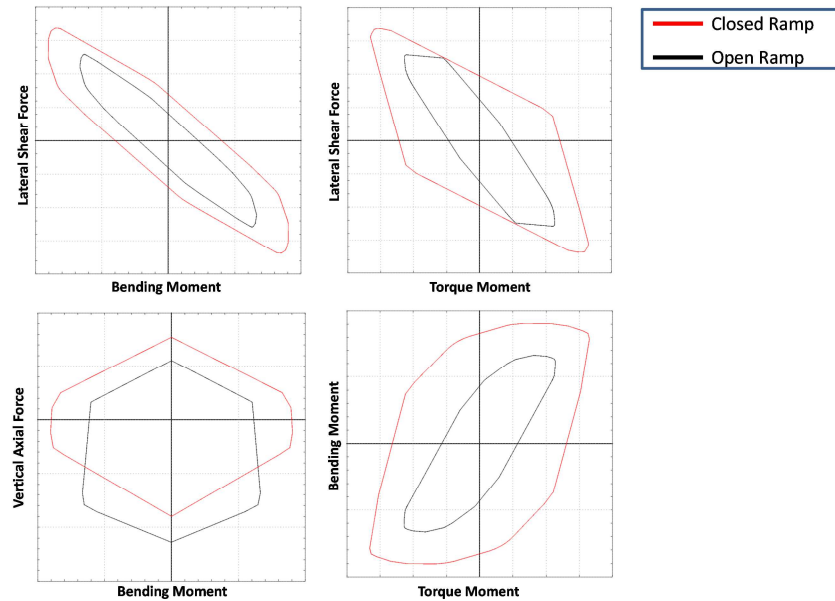 Closed Ramp
Open Ramp
Lateral Shear Force
Bending Moment
Lateral Shear Force
Torque Moment
Vertical Axial Force
Bending Moment
Bending Moment
Torque Moment